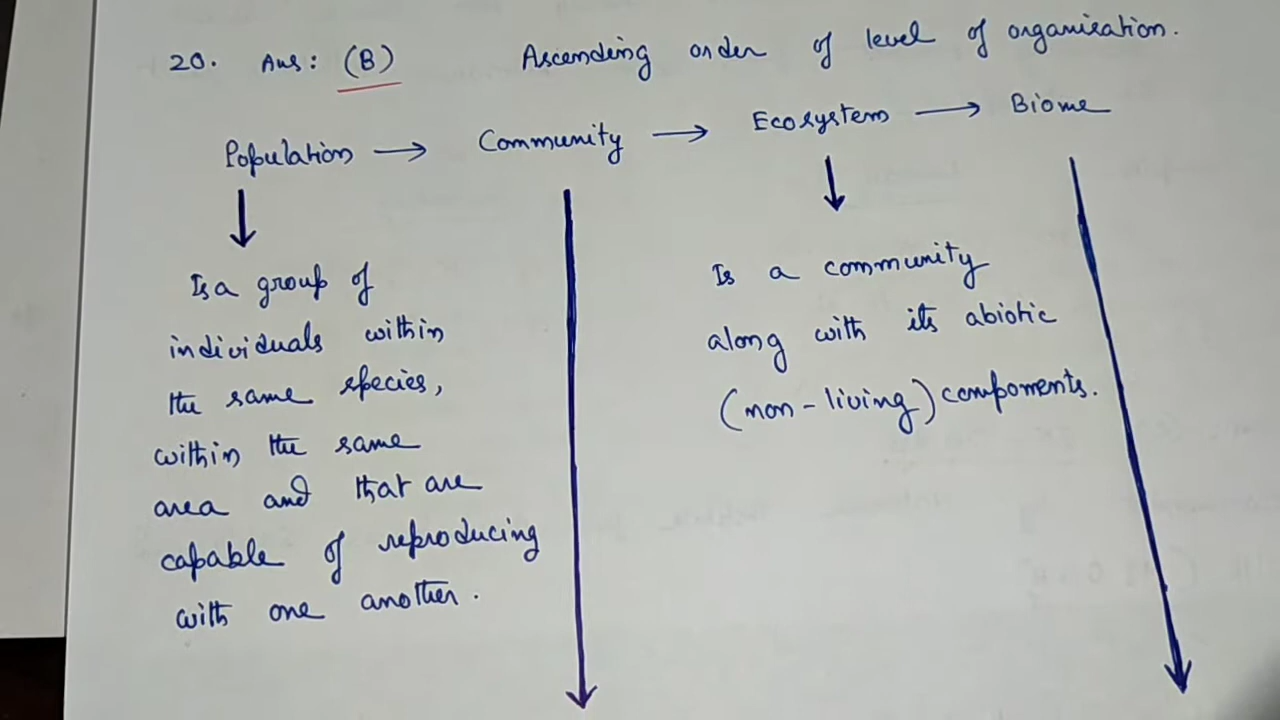 20. Ans: (B) Ascending order of level of organisation.
Population → Community → Ecosystem → Biome
Is a group of
individuals within
the same species,
within the same
area and that are
capable of reproducing
with one another.
Is a community
along with its abiotic
(non-living) components.